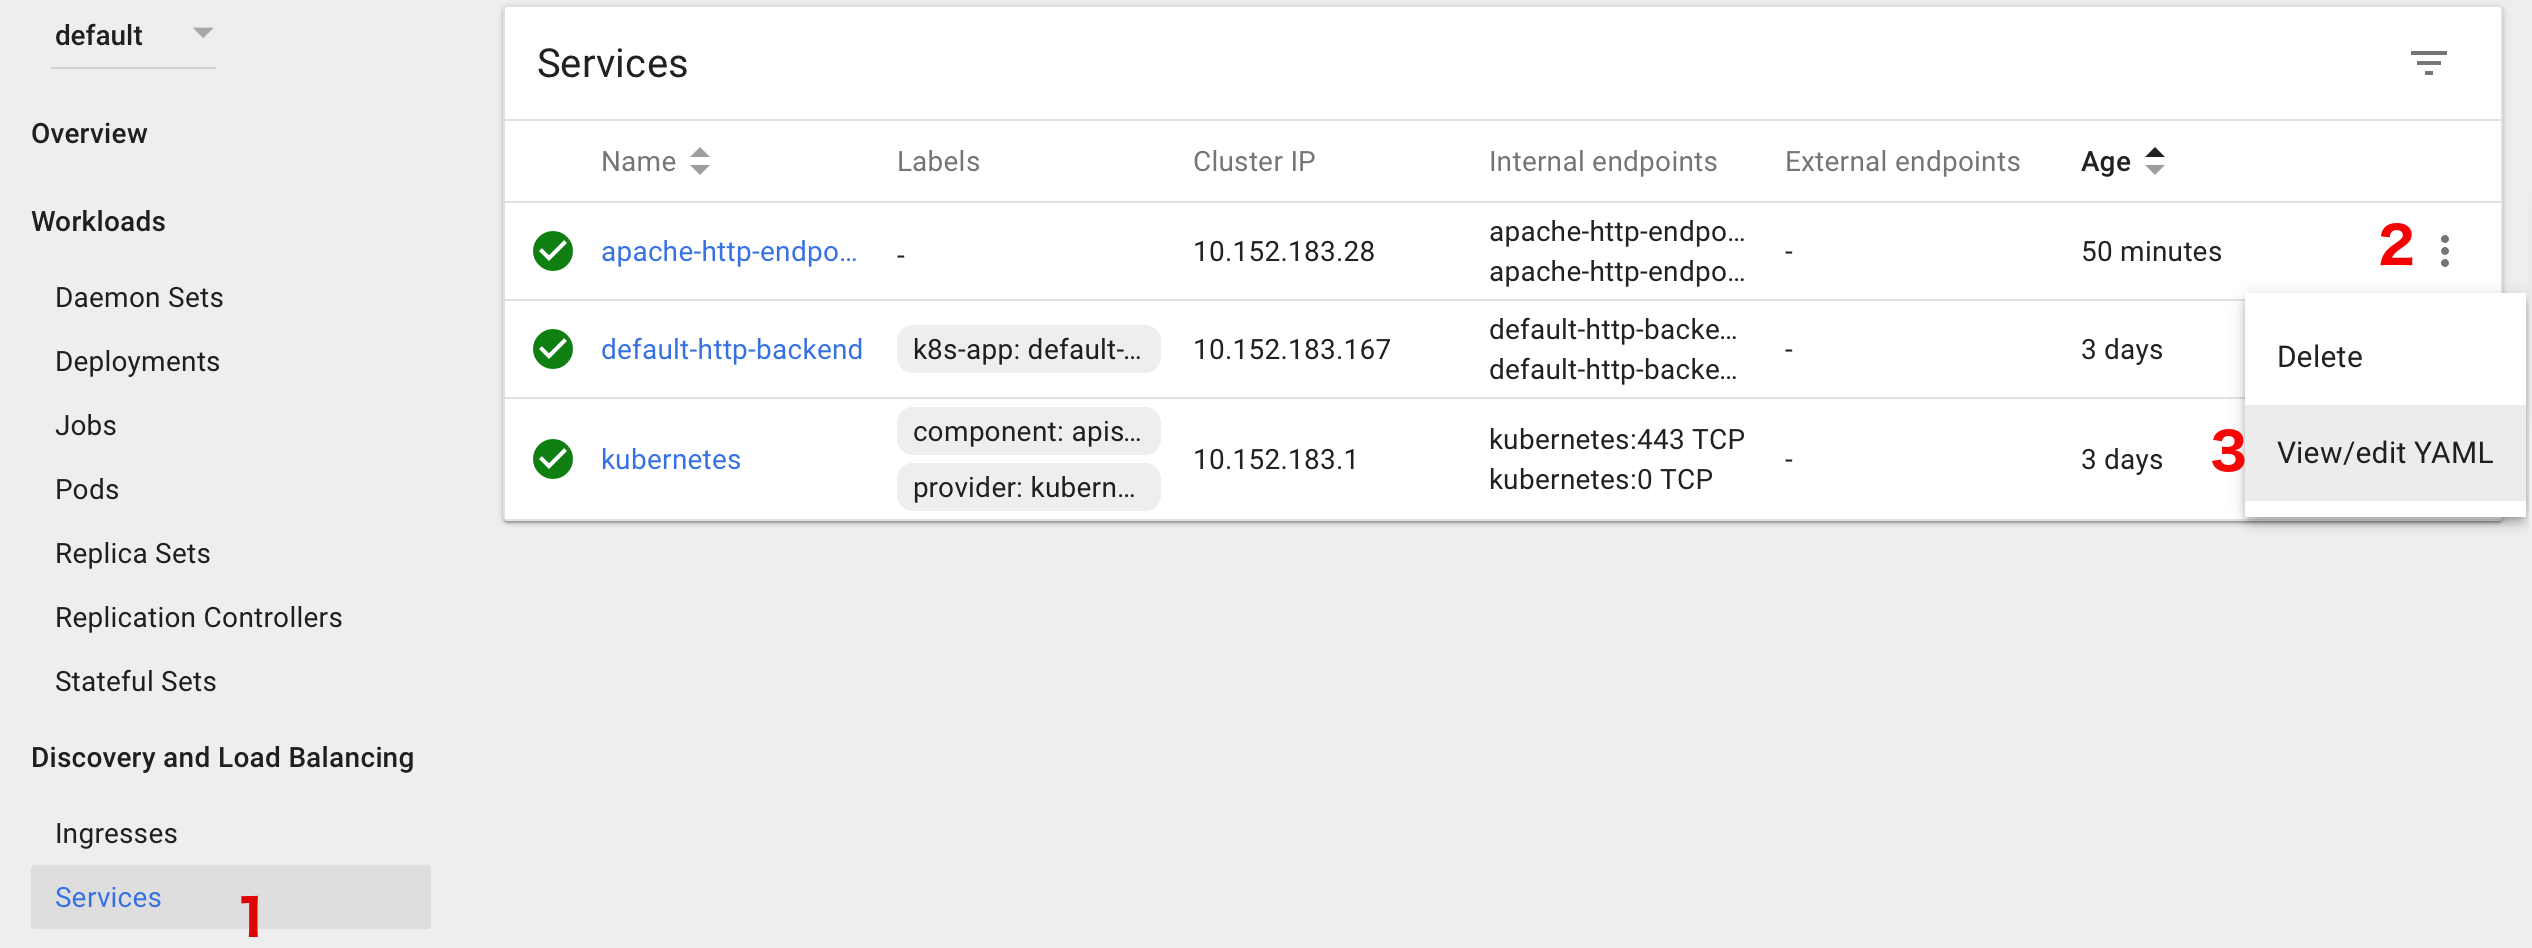 default
Overview
Workloads
Daemon Sets
Deployments
Jobs
Pods
Replica Sets
Replication Controllers
Stateful Sets
Discovery and Load Balancing
Ingresses
Services 1
Services
Name Labels Cluster IP Internal endpoints External endpoints Age
apache-http-endpo... - 10.152.183.28 apache-http-endpo... - 50 minutes 2
apache-http-endpo...
default-http-backend k8s-app: default-... 10.152.183.167 default-http-backe... - 3 days
default-http-backe...
kubernetes component: apis... 10.152.183.1 kubernetes:443 TCP - 3 days
provider: kubern... kubernetes:0 TCP
Delete
3 View/edit YAML